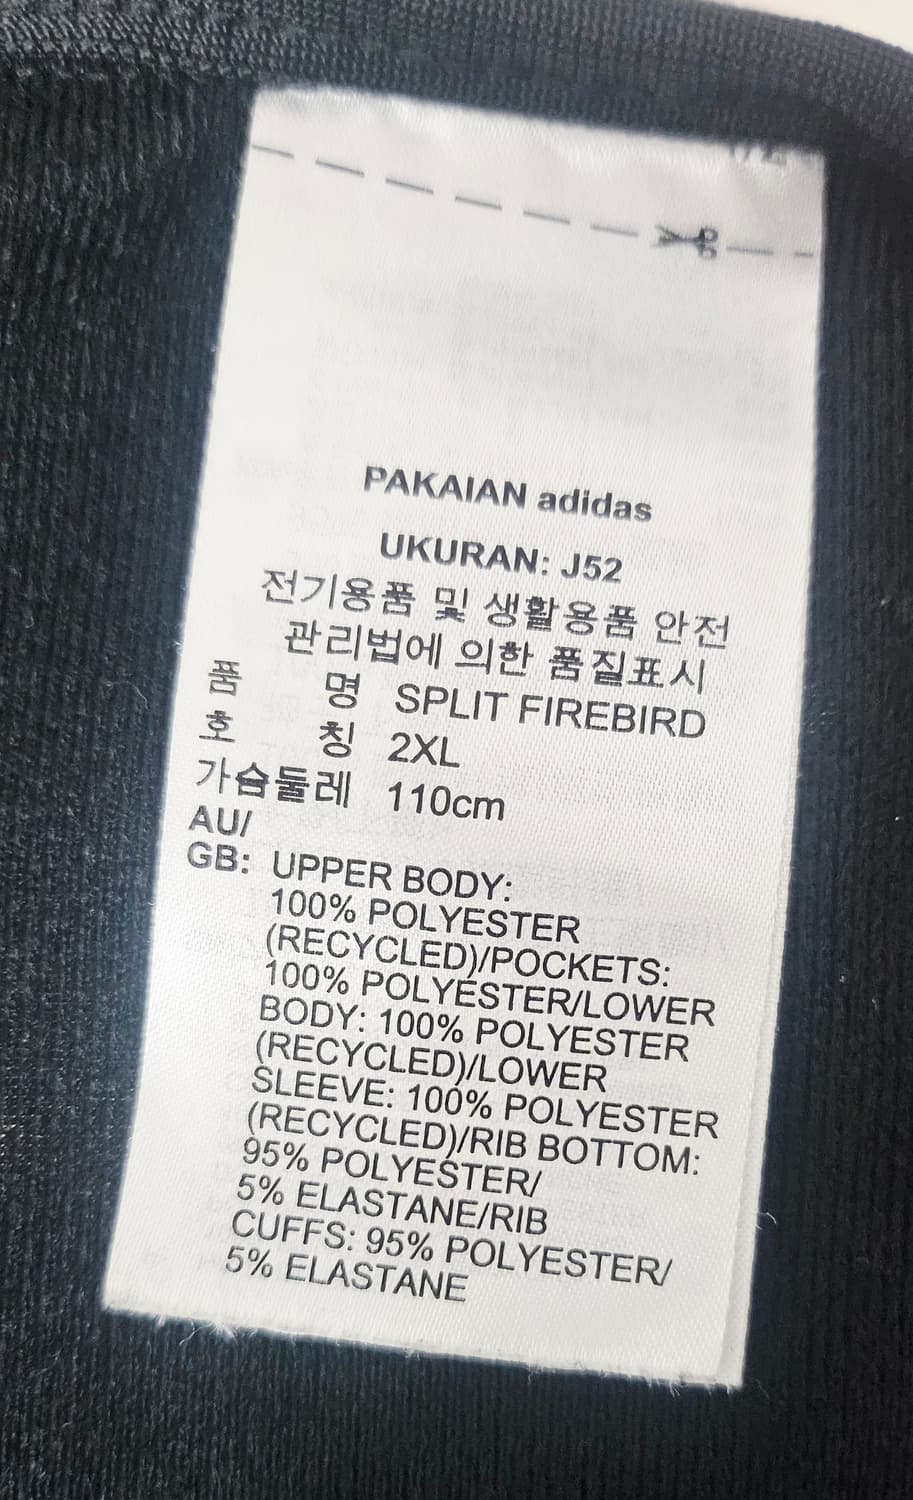 PAKAIAN adidas
UKURAN: J52
전기용품 및 생활용품 안전
관리법에 의한 품질표시
품 명 SPLIT FIREBIRD
호 칭 2XL
가슴둘레 110cm
AU/
GB: UPPER BODY:
100% POLYESTER
(RECYCLED)/POCKETS:
100% POLYESTER/LOWER
BODY: 100% POLYESTER
(RECYCLED)/LOWER
SLEEVE: 100% POLYESTER
(RECYCLED)/RIB BOTTOM:
95% POLYESTER/
5% ELASTANE/RIB
CUFFS: 95% POLYESTER/
5% ELASTANE